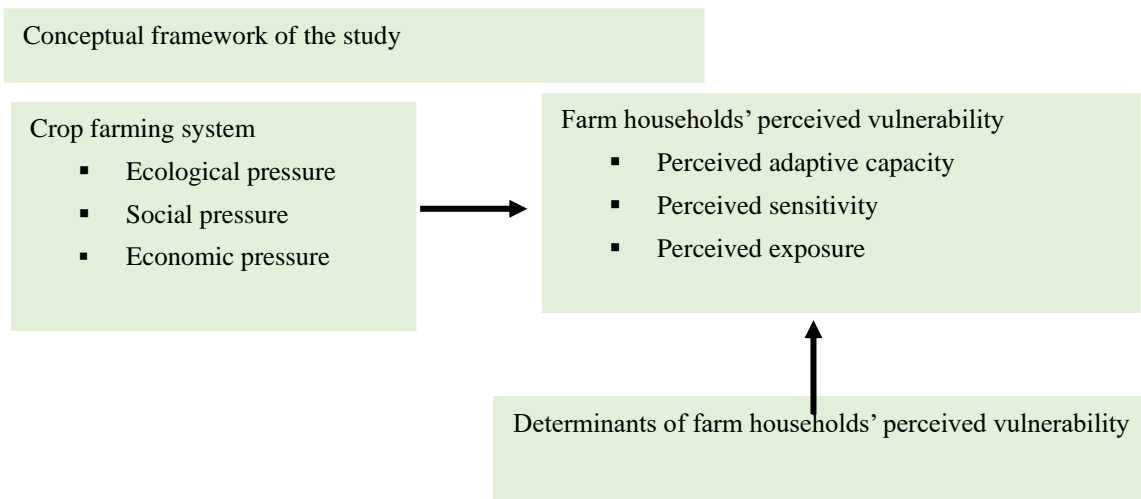 Conceptual framework of the study
Crop farming system
▪ Ecological pressure
▪ Social pressure
▪ Economic pressure
Farm households’ perceived vulnerability
▪ Perceived adaptive capacity
▪ Perceived sensitivity
▪ Perceived exposure
Determinants of farm households’ perceived vulnerability